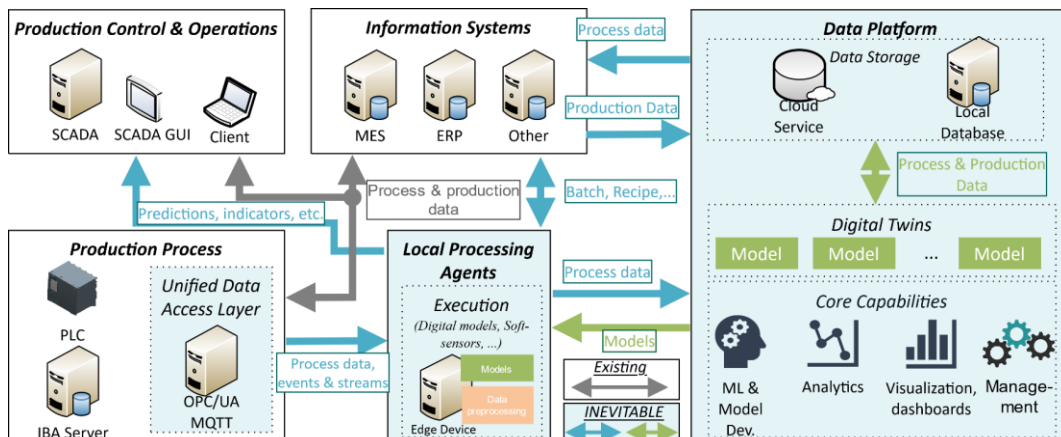 Production Control & Operations
SCADA
SCADA GUI
Client
Information Systems
MES
ERP
Other
Process data
Production Data
Data Platform
Data Storage
Cloud
Service
Local
Database
Process & Production
Data
Process & production
data
Batch, Recipe,...
Predictions, indicators, etc.
Digital Twins
Model
Model
...
Model
Production Process
PLC
IBA Server
Unified Data
Access Layer
OPC/UA
MQTT
Process data,
events & streams
Local Processing
Agents
Execution
(Digital models, Soft-
sensors, ...)
Models
Data
preprocessing
Edge Device
Process data
Models
Existing
INEVITABLE
Core Capabilities
ML &
Model
Dev.
Analytics
Visualization,
dashboards
Manage-
ment